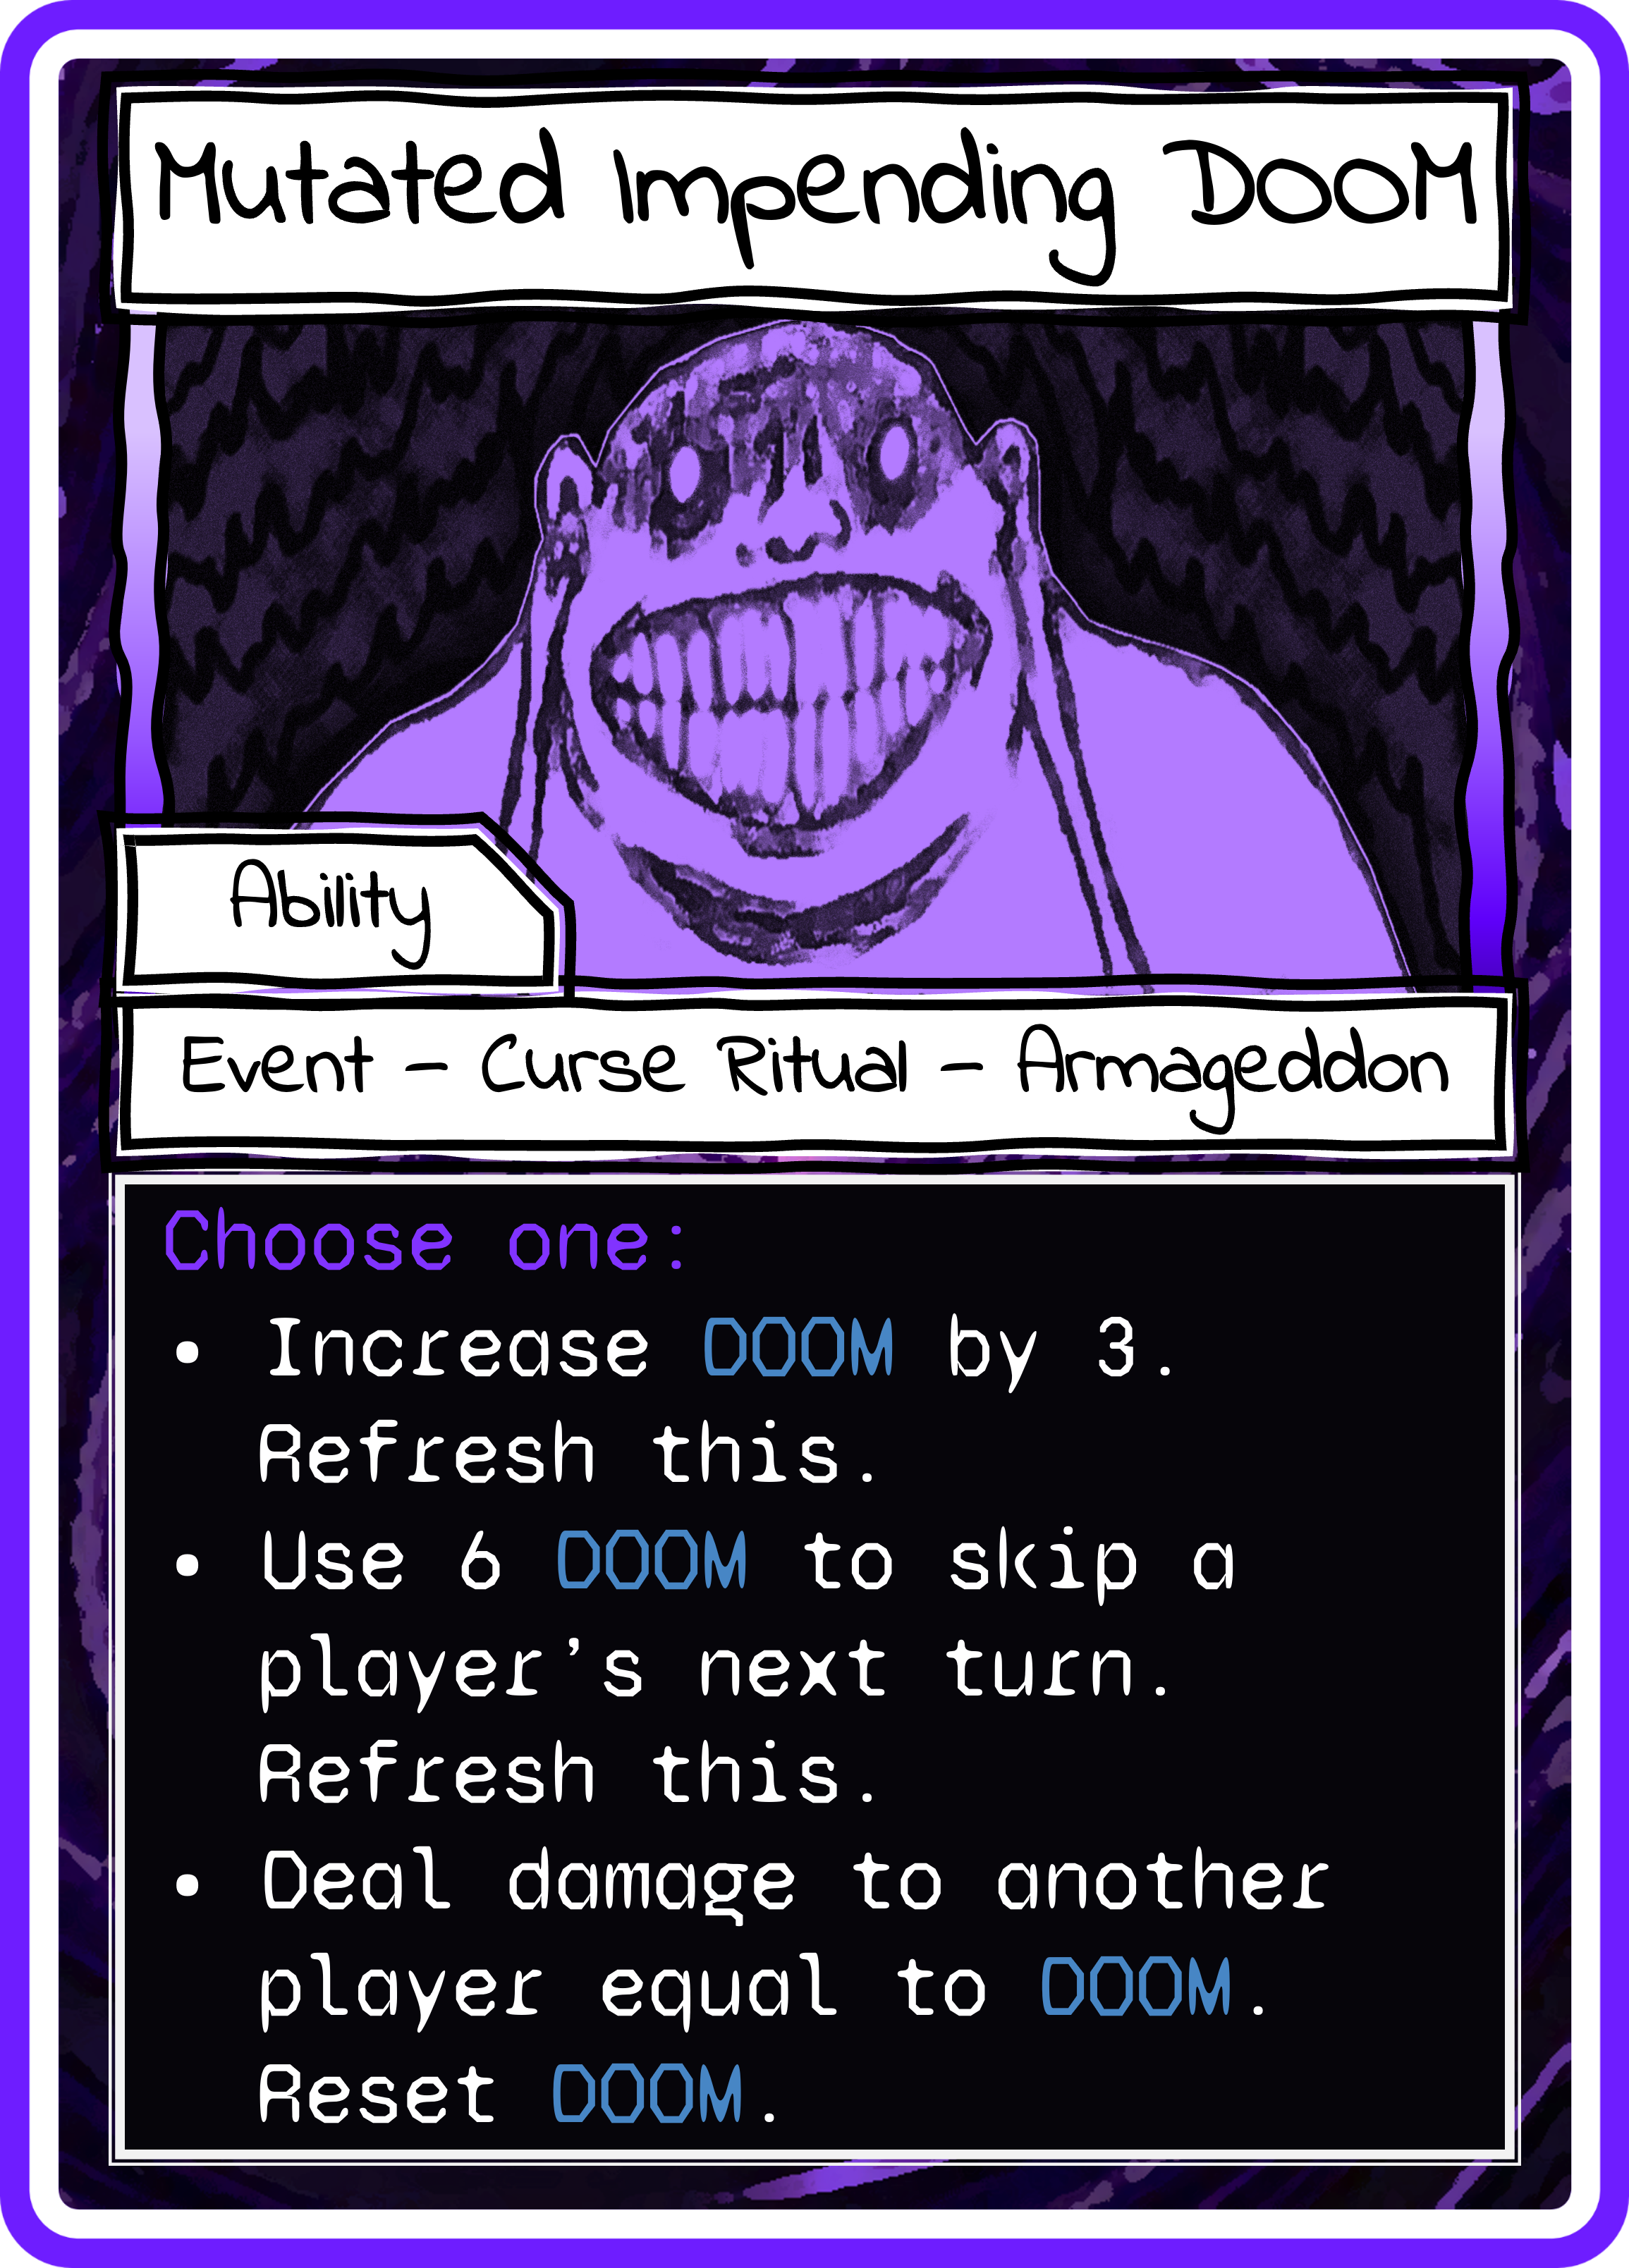 Mutated Impending DOOM
Ability
Event – Curse Ritual – Armageddon
Choose one:
• Increase DOOM by 3.
Refresh this.
• Use 6 DOOM to skip a
player's next turn.
Refresh this.
• Deal damage to another
player equal to DOOM.
Reset DOOM.